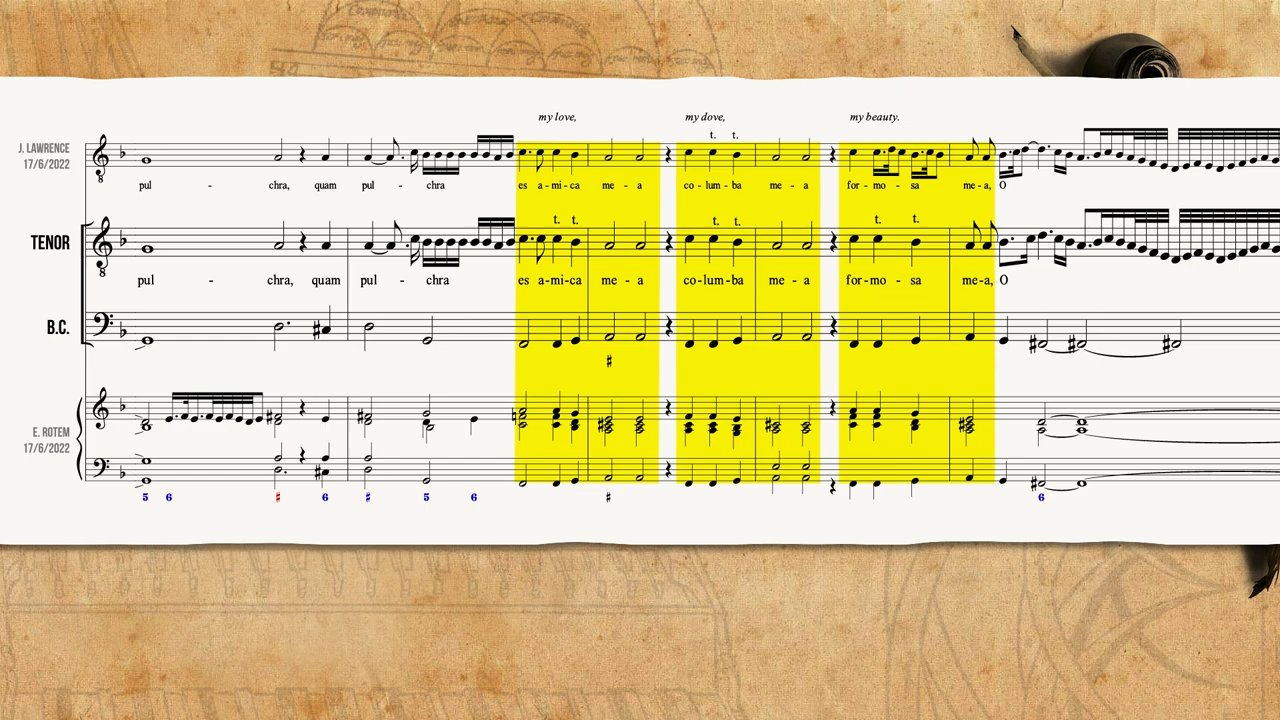 my love, my dove, my beauty.
t. t.
J. LAWRENCE
17/6/2022
pul - chra, quam pul - chra es a-mi-ca me - a co-lum-ba me - a for-mo - sa me-a, O
t. t. t. t. t. t.
TENOR
pul - chra, quam pul - chra es a-mi-ca me - a co-lum-ba me - a for-mo - sa me-a, O
B.C.
♯
E. ROTEM
17/6/2022
5 6 ♯ 6 ♯ 5 6 ♯ 6